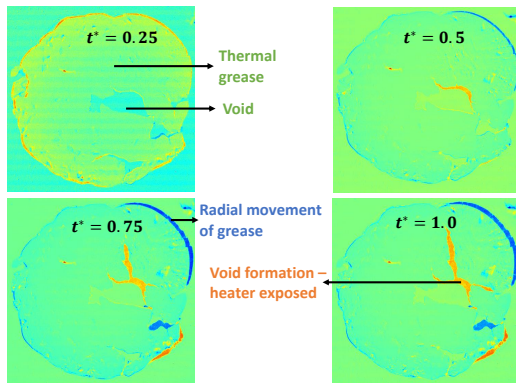 t* = 0.25
Thermal
grease
Void
t* = 0.5
t* = 0.75
Radial movement
of grease
Void formation –
heater exposed
t* = 1.0